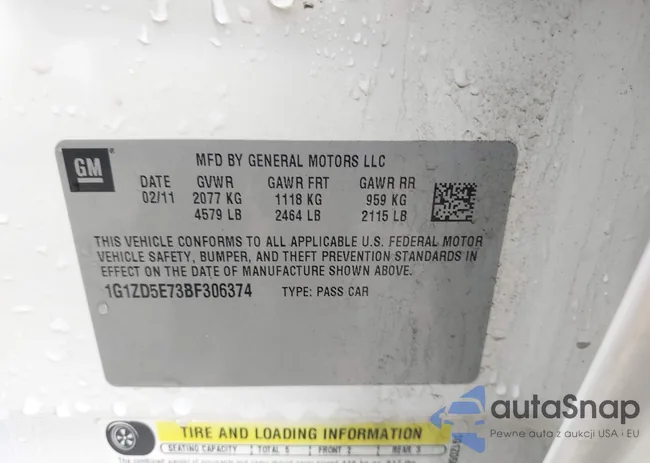 GM
MFD BY GENERAL MOTORS LLC
DATE GVWR GAWR FRT GAWR RR
02/11 2077 KG 1118 KG 959 KG
4579 LB 2464 LB 2115 LB
THIS VEHICLE CONFORMS TO ALL APPLICABLE U.S. FEDERAL MOTOR
VEHICLE SAFETY, BUMPER, AND THEFT PREVENTION STANDARDS IN
EFFECT ON THE DATE OF MANUFACTURE SHOWN ABOVE.
1G1ZD5E73BF306374 TYPE: PASS CAR
autaSnap
Pewne auta z aukcji USA i EU
TIRE AND LOADING INFORMATION
SEATING CAPACITY TOTAL 5 FRONT 2 REAR 3